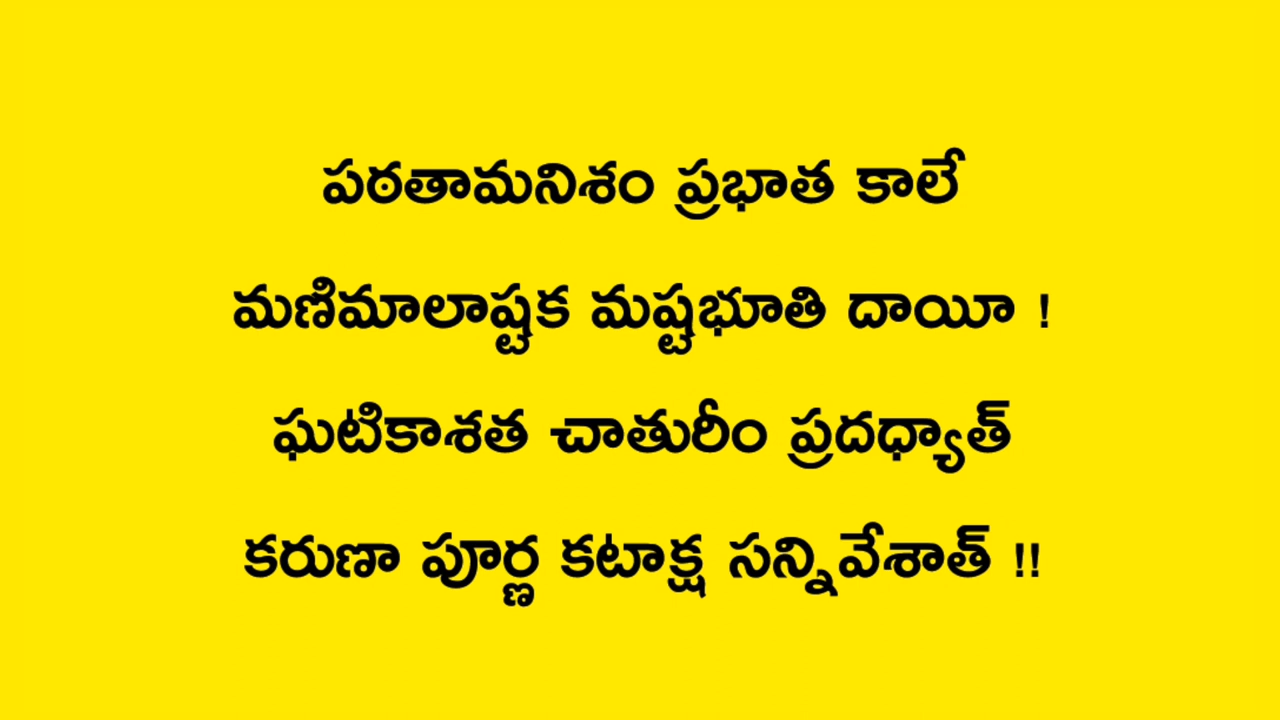 పఠతామనిశం ప్రభాత కాలే
మణిమాలాష్టక మష్టభూతి దాయీ !
ఘటికాశత చాతురీం ప్రదధ్యాత్
కరుణా పూర్ణ కటాక్ష సన్నివేశాత్ !!